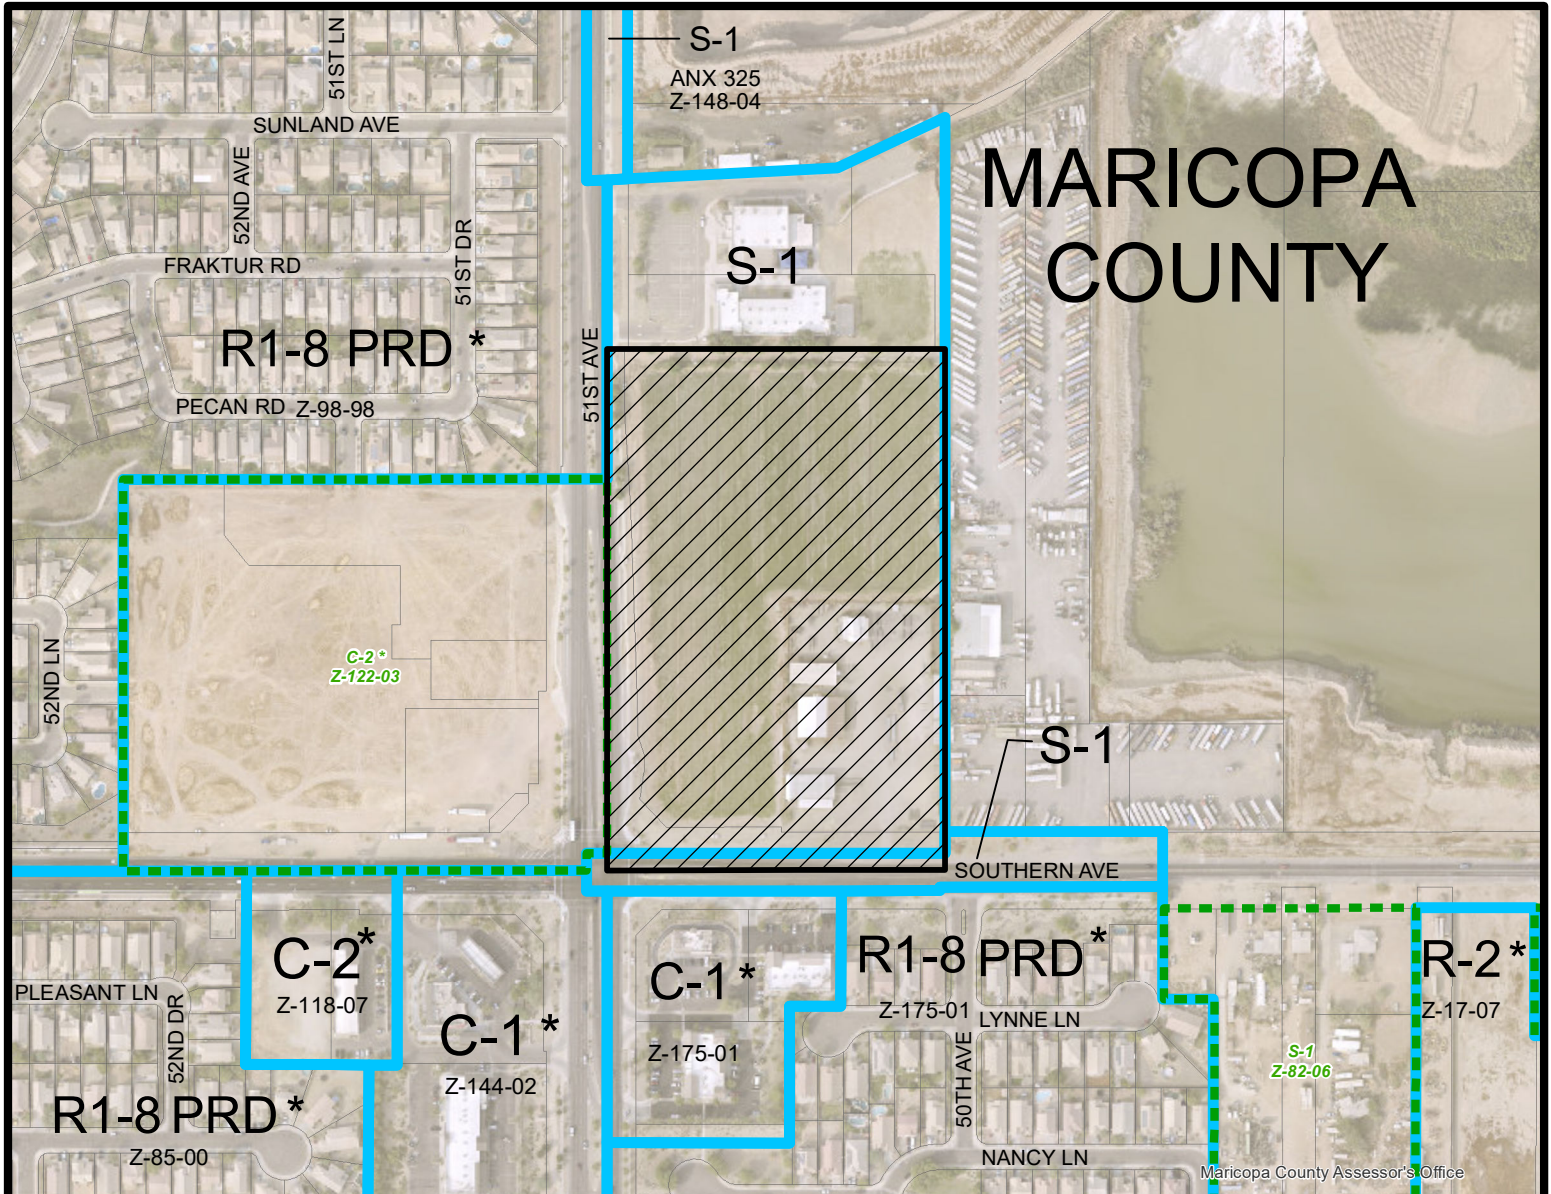 S-1
ANX 325
Z-148-04
51ST LN
SUNLAND AVE
52ND AVE
51ST DR
FRAKTUR RD
MARICOPA
COUNTY
S-1
R1-8 PRD *
PECAN RD
Z-98-98
51ST AVE
C-2 *
Z-122-03
52ND LN
S-1
SOUTHERN AVE
C-2*
Z-118-07
PLEASANT LN
52ND DR
C-1 *
Z-144-02
C-1 *
Z-175-01
R1-8 PRD *
Z-175-01
LYNNE LN
50TH AVE
R-2 *
Z-17-07
S-1
Z-82-06
R1-8 PRD *
Z-85-00
NANCY LN
Maricopa County Assessor's Office